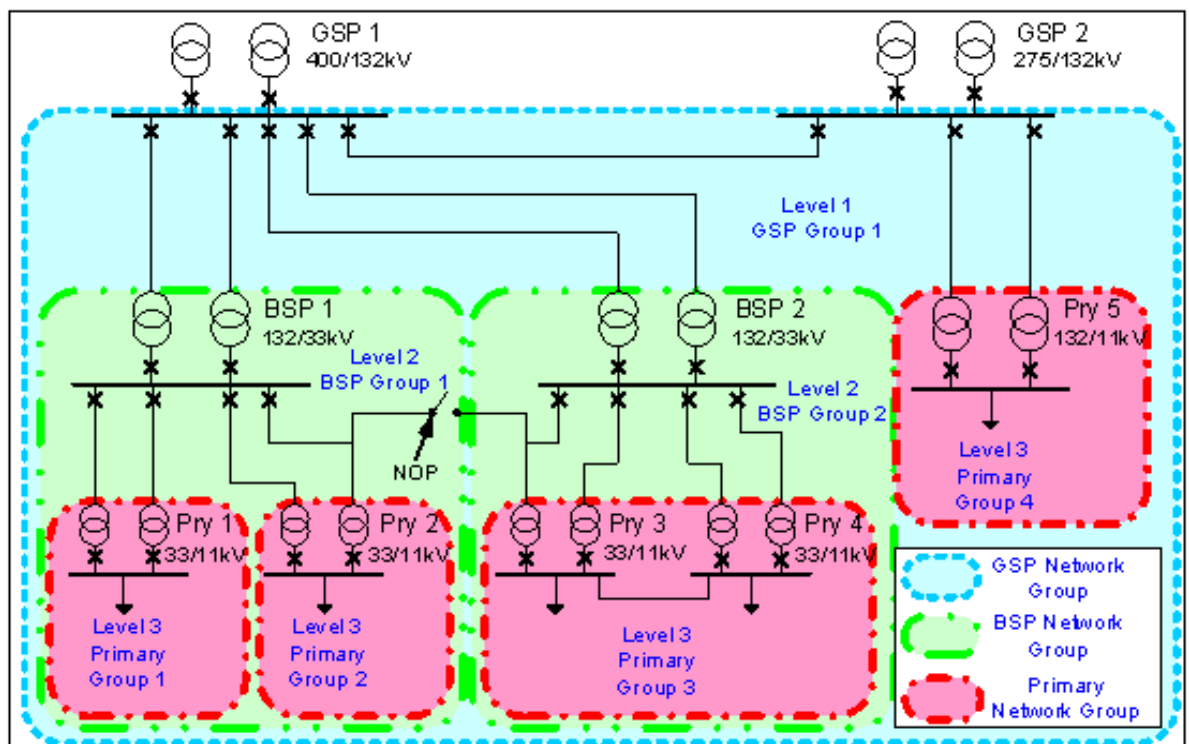 GSP 1
400/132kV
GSP 2
275/132kV
Level 1
GSP Group 1
BSP 1
132/33kV
Level 2
BSP Group 1
BSP 2
132/33kV
Level 2
BSP Group 2
Pry 5
132/11kV
Level 3
Primary
Group 4
NOP
Pry 1
33/11kV
Level 3
Primary
Group 1
Pry 2
33/11kV
Level 3
Primary
Group 2
Pry 3
33/11kV
Pry 4
33/11kV
Level 3
Primary
Group 3
GSP Network
Group
BSP Network
Group
Primary
Network Group